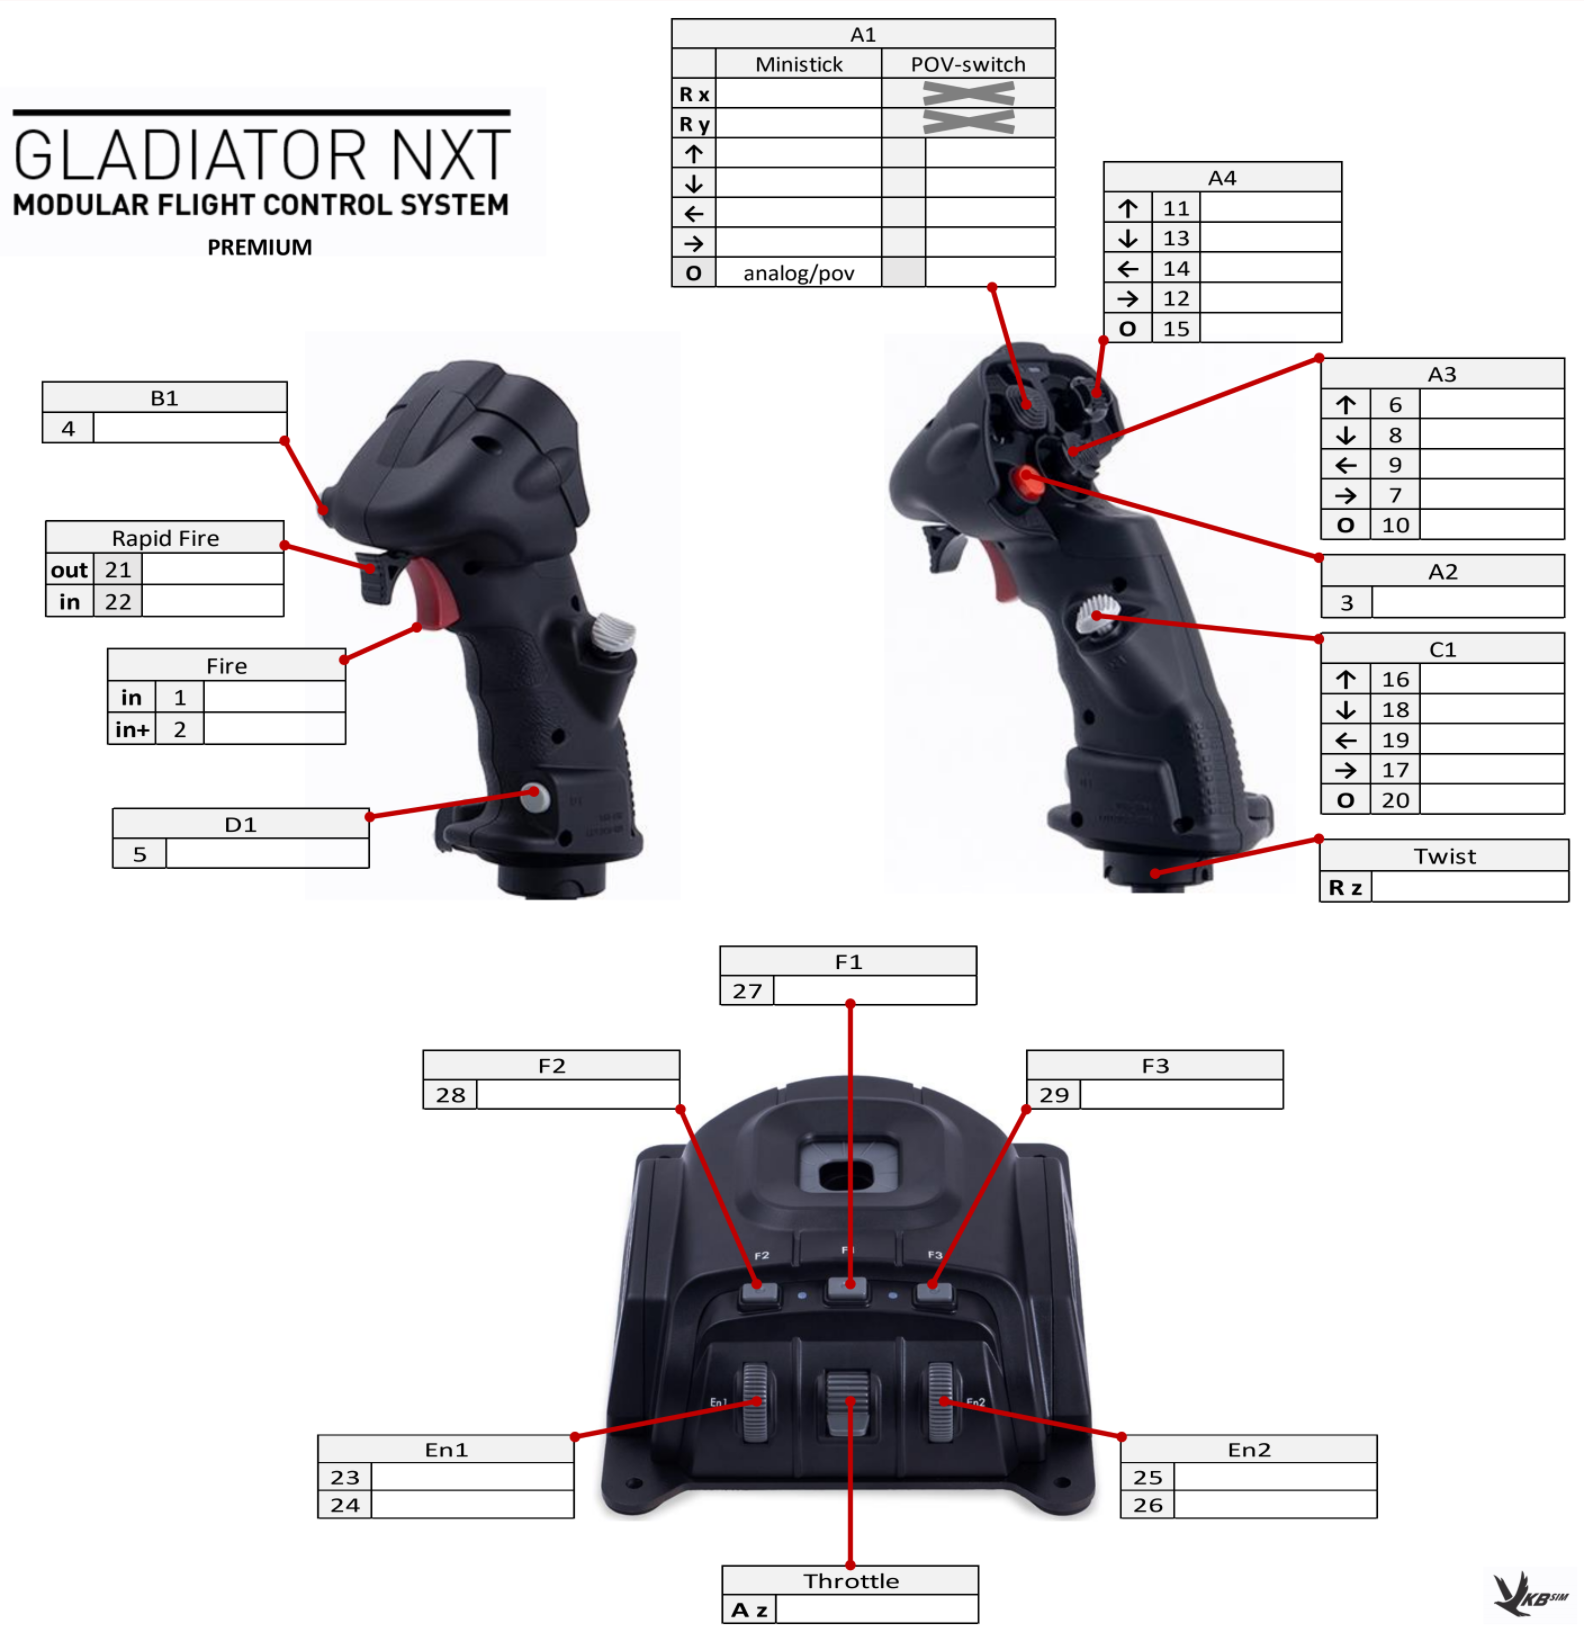 GLADIATOR NXT
MODULAR FLIGHT CONTROL SYSTEM
PREMIUM
A1
Ministick POV-switch
R x
R y
↑
↓
←
→
O analog/pov
A4
↑ 11
↓ 13
← 14
→ 12
O 15
A3
↑ 6
↓ 8
← 9
→ 7
O 10
A2
3
C1
↑ 16
↓ 18
← 19
→ 17
O 20
Twist
R z
B1
4
Rapid Fire
out 21
in 22
Fire
in 1
in+ 2
D1
5
F1
27
F2
28
F3
29
F2 F1 F3
En1 En2
En1
23
24
En2
25
26
Throttle
A z
VKBSIM